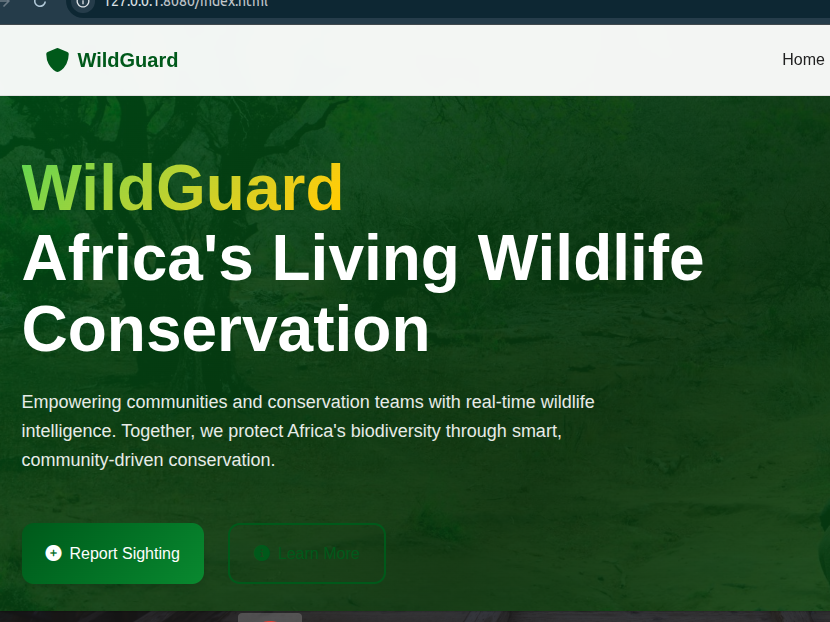 127.0.0.1:8080/index.html
WildGuard
Home
WildGuard
Africa's Living Wildlife
Conservation
Empowering communities and conservation teams with real-time wildlife
intelligence. Together, we protect Africa's biodiversity through smart,
community-driven conservation.
Report Sighting
Learn More